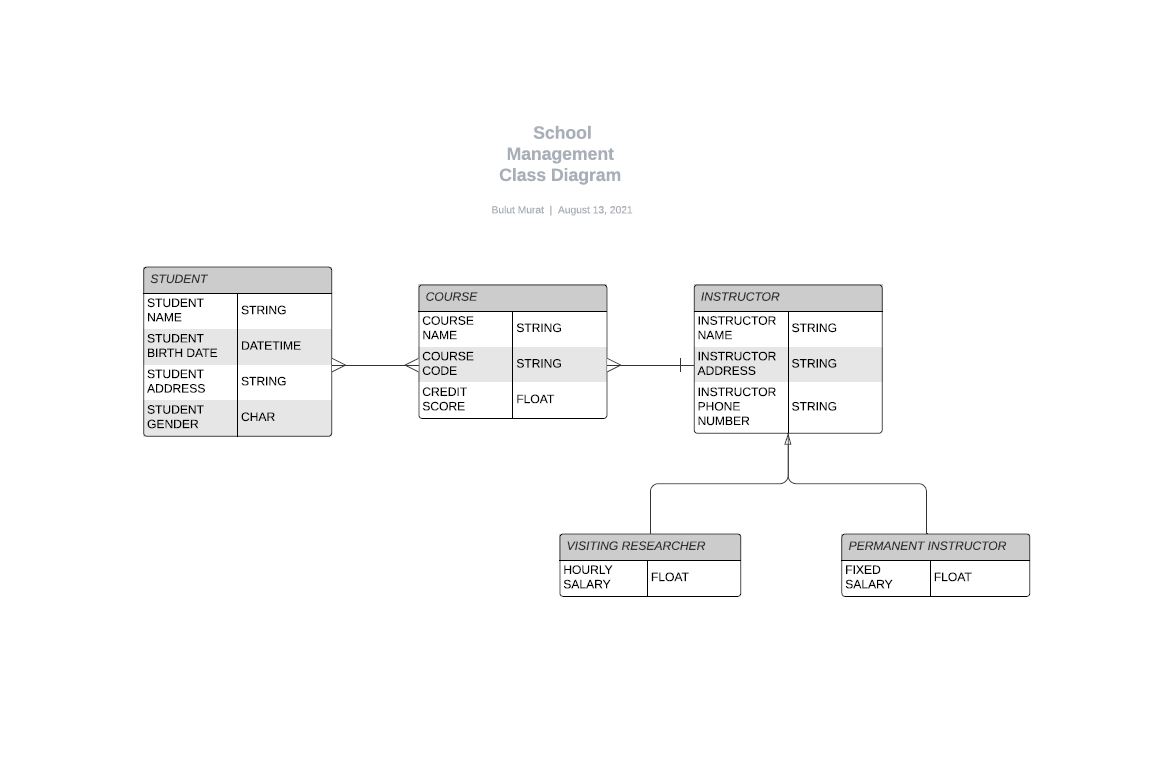 School
Management
Class Diagram
Bulut Murat | August 13, 2021
STUDENT
STUDENT
NAME
STRING
STUDENT
BIRTH DATE
DATETIME
STUDENT
ADDRESS
STRING
STUDENT
GENDER
CHAR
COURSE
COURSE
NAME
STRING
COURSE
CODE
STRING
CREDIT
SCORE
FLOAT
INSTRUCTOR
INSTRUCTOR
NAME
STRING
INSTRUCTOR
ADDRESS
STRING
INSTRUCTOR
PHONE
NUMBER
STRING
VISITING RESEARCHER
HOURLY
SALARY
FLOAT
PERMANENT INSTRUCTOR
FIXED
SALARY
FLOAT